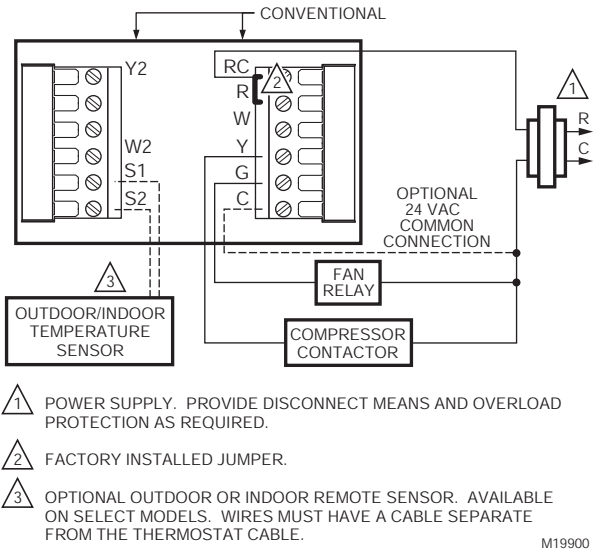 CONVENTIONAL
Y2
W2
S1
S2
RC
R
W
Y
G
C
2
1
R
C
OPTIONAL
24 VAC
COMMON
CONNECTION
3
OUTDOOR/INDOOR
TEMPERATURE
SENSOR
FAN
RELAY
COMPRESSOR
CONTACTOR
1 POWER SUPPLY. PROVIDE DISCONNECT MEANS AND OVERLOAD
PROTECTION AS REQUIRED.
2 FACTORY INSTALLED JUMPER.
3 OPTIONAL OUTDOOR OR INDOOR REMOTE SENSOR. AVAILABLE
ON SELECT MODELS. WIRES MUST HAVE A CABLE SEPARATE
FROM THE THERMOSTAT CABLE.
M19900